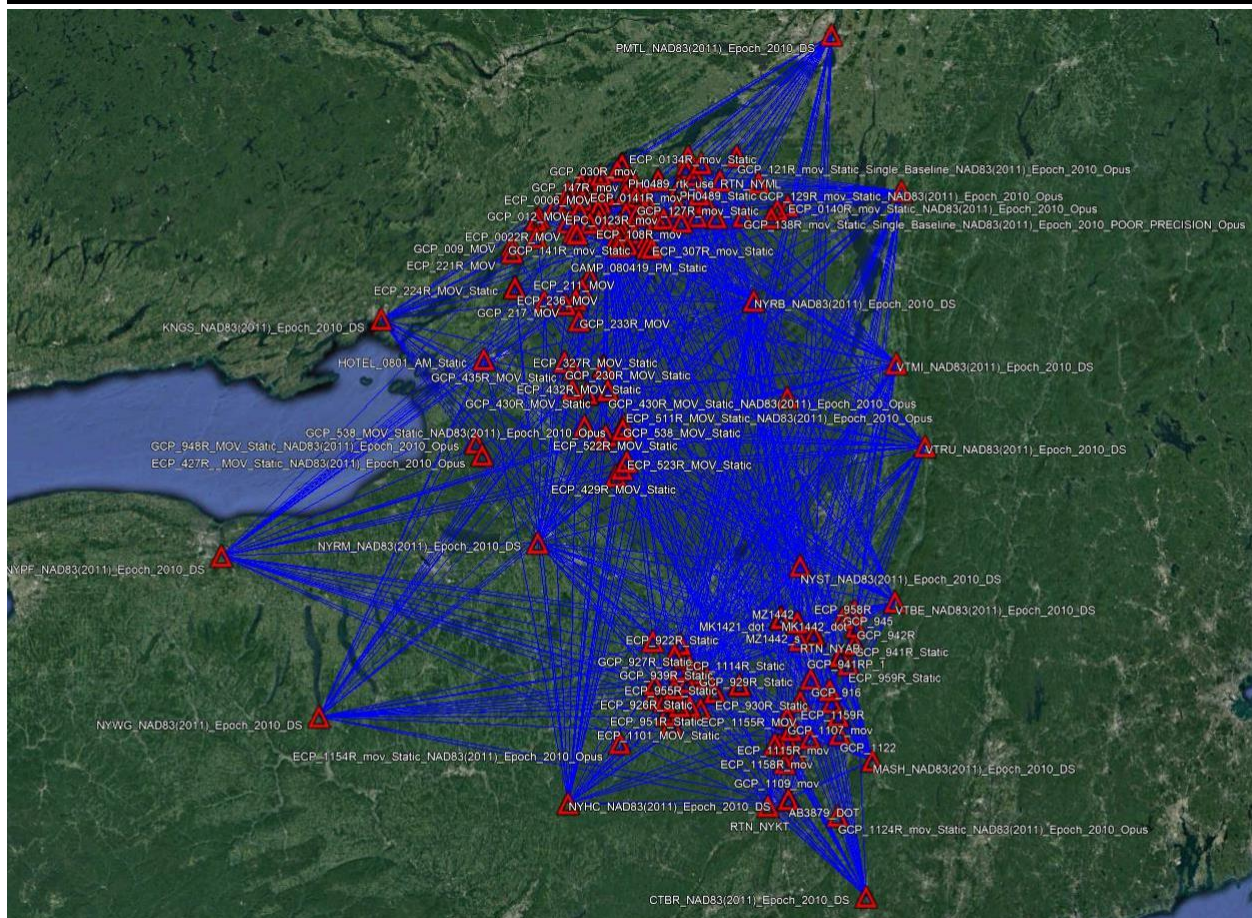 PMTL_NAD83(2011)_Epoch_2010_DS
ECP_0134R_mov_Static
GCP_030R_mov
GCP_121R_mov_Static_Single_Baseline_NAD83(2011)_Epoch_2010_Opus
GCP_147R_mov
PH0489_rtk_use
RTN_NYML
ECP_0006_MOV
ECP_0141R_mov
PH0489_Static
GCP_129R_mov_Static_NAD83(2011)_Epoch_2010_Opus
GCP_012_MOV
EPC_0123R_mov
GCP_127R_mov_Static
ECP_0140R_mov_Static_NAD83(2011)_Epoch_2010_Opus
GCP_138R_mov_Static_Single_Baseline_NAD83(2011)_Epoch_2010_POOR_PRECISION_Opus
ECP_0022R_MOV
ECP_108R_mov
GCP_009_MOV
GCP_141R_mov_Static
ECP_307R_mov_Static
ECP_221R_MOV
CAMP_080419_PM_Static
ECP_224R_MOV_Static
ECP_211_MOV
ECP_236_MOV
NYRB_NAD83(2011)_Epoch_2010_DS
GCP_217_MOV
GCP_233R_MOV
KNGS_NAD83(2011)_Epoch_2010_DS
HOTEL_0801_AM_Static
ECP_327R_MOV_Static
VTMI_NAD83(2011)_Epoch_2010_DS
GCP_435R_MOV_Static
GCP_230R_MOV_Static
ECP_432R_MOV_Static
GCP_430R_MOV_Static
GCP_430R_MOV_Static_NAD83(2011)_Epoch_2010_Opus
ECP_511R_MOV_Static_NAD83(2011)_Epoch_2010_Opus
GCP_538_MOV_Static_NAD83(2011)_Epoch_2010_Opus
GCP_538_MOV_Static
GCP_948R_MOV_Static_NAD83(2011)_Epoch_2010_Opus
ECP_522R_MOV_Static
VTRU_NAD83(2011)_Epoch_2010_DS
ECP_427R__MOV_Static_NAD83(2011)_Epoch_2010_Opus
ECP_523R_MOV_Static
ECP_429R_MOV_Static
NYRM_NAD83(2011)_Epoch_2010_DS
NYPF_NAD83(2011)_Epoch_2010_DS
NYST_NAD83(2011)_Epoch_2010_DS
VTBE_NAD83(2011)_Epoch_2010_DS
MZ1442
ECP_958R
MK1421_dot
MK1442_dot
GCP_945
ECP_922R_Static
MZ1442_s
GCP_942R
RTN_NYAB
GCP_941R_Static
GCP_927R_Static
ECP_1114R_Static
GCP_941RP_1
GCP_939R_Static
GCP_929R_Static
ECP_959R_Static
ECP_955R_Static
GCP_916
ECP_926R_Static
ECP_930R_Static
ECP_1159R
NYWG_NAD83(2011)_Epoch_2010_DS
ECP_951R_Static
ECP_1155R_MOV
GCP_1107_mov
ECP_1101_MOV_Static
GCP_1122
ECP_1154R_mov_Static_NAD83(2011)_Epoch_2010_Opus
ECP_1115R_mov
ECP_1158R_mov
MASH_NAD83(2011)_Epoch_2010_DS
GCP_1109_mov
NYHC_NAD83(2011)_Epoch_2010_DS
AB3879_DOT
RTN_NYKT
GCP_1124R_mov_Static_NAD83(2011)_Epoch_2010_Opus
CTBR_NAD83(2011)_Epoch_2010_DS